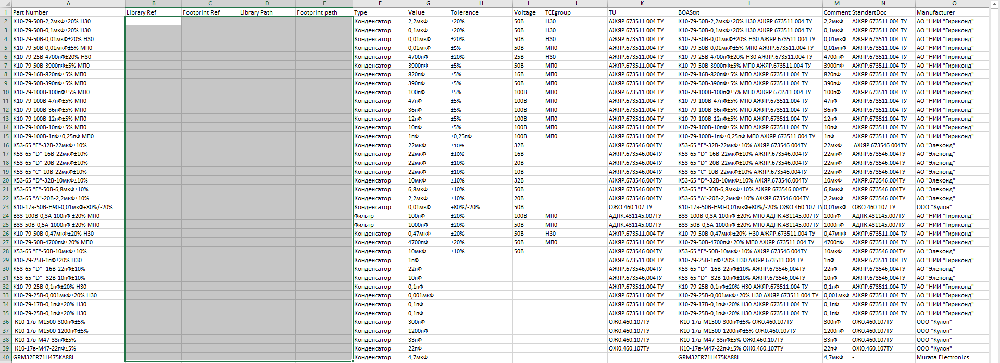 A B C D E F G H I J K L M N O
1 Part Number Library Ref Footprint Ref Library Path Footprint path Type Value Tolerance Voltage TCEgroup TU BOAStxt Comment StandartDoc Manufacturer
2 К10-79-50В-2,2мкФ±20% Н30 Конденсатор 2,2мкФ ±20% 50В Н30 АЖЯР.673511.004 ТУ К10-79-50В-2,2мкФ±20% Н30 АЖЯР.673511.004 ТУ 2,2мкФ АЖЯР.673511.004 ТУ АО "НИИ "Гириконд"
3 К10-79-50В-0,1мкФ±20% Н30 Конденсатор 0,1мкФ ±20% 50В Н30 АЖЯР.673511.004 ТУ К10-79-50В-0,1мкФ±20% Н30 АЖЯР.673511.004 ТУ 0,1мкФ АЖЯР.673511.004 ТУ АО "НИИ "Гириконд"
4 К10-79-50В-0,01мкФ±20% Н30 Конденсатор 0,01мкФ ±20% 50В Н30 АЖЯР.673511.004 ТУ К10-79-50В-0,01мкФ±20% Н30 АЖЯР.673511.004 ТУ 0,01мкФ АЖЯР.673511.004 ТУ АО "НИИ "Гириконд"
5 К10-79-50В-0,01мкФ±5% МП0 Конденсатор 0,01мкФ ±5% 50В МП0 АЖЯР.673511.004 ТУ К10-79-50В-0,01мкФ±5% МП0 АЖЯР.673511.004 ТУ 0,01мкФ АЖЯР.673511.004 ТУ АО "НИИ "Гириконд"
6 К10-79-25В-4700пФ±20% Н30 Конденсатор 4700пФ ±20% 25В Н30 АЖЯР.673511.004 ТУ К10-79-25В-4700пФ±20% Н30 АЖЯР.673511.004 ТУ 4700пФ АЖЯР.673511.004 ТУ АО "НИИ "Гириконд"
7 К10-79-50В-3900пФ±5% МП0 Конденсатор 3900пФ ±5% 50В МП0 АЖЯР.673511.004 ТУ К10-79-50В-3900пФ±5% МП0 АЖЯР.673511.004 ТУ 3900пФ АЖЯР.673511.004 ТУ АО "НИИ "Гириконд"
8 К10-79-16В-820пФ±5% МП0 Конденсатор 820пФ ±5% 16В МП0 АЖЯР.673511.004 ТУ К10-79-16В-820пФ±5% МП0 АЖЯР.673511.004 ТУ 820пФ АЖЯР.673511.004 ТУ АО "НИИ "Гириконд"
9 К10-79-50В-390пФ±5% МП0 Конденсатор 390пФ ±5% 50В МП0 АЖЯР.673511.004 ТУ К10-79-50В-390пФ±5% МП0 АЖЯР.673511.004 ТУ 390пФ АЖЯР.673511.004 ТУ АО "НИИ "Гириконд"
10 К10-79-100В-100пФ±5% МП0 Конденсатор 100пФ ±5% 100В МП0 АЖЯР.673511.004 ТУ К10-79-100В-100пФ±5% МП0 АЖЯР.673511.004 ТУ 100пФ АЖЯР.673511.004 ТУ АО "НИИ "Гириконд"
11 К10-79-100В-47пФ±5% МП0 Конденсатор 47пФ ±5% 100В МП0 АЖЯР.673511.004 ТУ К10-79-100В-47пФ±5% МП0 АЖЯР.673511.004 ТУ 47пФ АЖЯР.673511.004 ТУ АО "НИИ "Гириконд"
12 К10-79-100В-36пФ±5% МП0 Конденсатор 36пФ ±5% 100В МП0 АЖЯР.673511.004 ТУ К10-79-100В-36пФ±5% МП0 АЖЯР.673511.004 ТУ 36пФ АЖЯР.673511.004 ТУ АО "НИИ "Гириконд"
13 К10-79-100В-12пФ±5% МП0 Конденсатор 12пФ ±5% 100В МП0 АЖЯР.673511.004 ТУ К10-79-100В-12пФ±5% МП0 АЖЯР.673511.004 ТУ 12пФ АЖЯР.673511.004 ТУ АО "НИИ "Гириконд"
14 К10-79-100В-10пФ±5% МП0 Конденсатор 10пФ ±5% 100В МП0 АЖЯР.673511.004 ТУ К10-79-100В-10пФ±5% МП0 АЖЯР.673511.004 ТУ 10пФ АЖЯР.673511.004 ТУ АО "НИИ "Гириконд"
15 К10-79-100В-1пФ±0,25пФ МП0 Конденсатор 1пФ ±0,25пФ 100В МП0 АЖЯР.673511.004 ТУ К10-79-100В-1пФ±0,25пФ МП0 АЖЯР.673511.004 ТУ 1пФ АЖЯР.673511.004 ТУ АО "НИИ "Гириконд"
16 К53-65 "Е"-32В-22мкФ±10% Конденсатор 22мкФ ±10% 32В АЖЯР.673546.004ТУ К53-65 "Е"-32В-22мкФ±10% АЖЯР.673546.004ТУ 22мкФ АЖЯР.673546.004ТУ АО "Элеконд"
17 К53-65 "D"-16В-22мкФ±10% Конденсатор 22мкФ ±10% 16В АЖЯР.673546.004ТУ К53-65 "D"-16В-22мкФ±10% АЖЯР.673546.004ТУ 22мкФ АЖЯР.673546.004ТУ АО "Элеконд"
18 К53-65 "D"-20В-22мкФ±10% Конденсатор 22мкФ ±10% 20В АЖЯР.673546.004ТУ К53-65 "D"-20В-22мкФ±10% АЖЯР.673546.004ТУ 22мкФ АЖЯР.673546.004ТУ АО "Элеконд"
19 К53-65 "С"-10В-22мкФ±10% Конденсатор 22мкФ ±10% 10В АЖЯР.673546.004ТУ К53-65 "С"-10В-22мкФ±10% АЖЯР.673546.004ТУ 22мкФ АЖЯР.673546.004ТУ АО "Элеконд"
20 К53-65 "D"-32В-10мкФ±10% Конденсатор 10мкФ ±10% 32В АЖЯР.673546.004ТУ К53-65 "D"-32В-10мкФ±10% АЖЯР.673546.004ТУ 10мкФ АЖЯР.673546.004ТУ АО "Элеконд"
21 К53-65 "Е"-50В-6,8мкФ±10% Конденсатор 6,8мкФ ±10% 50В АЖЯР.673546.004ТУ К53-65 "Е"-50В-6,8мкФ±10% АЖЯР.673546.004ТУ 6,8мкФ АЖЯР.673546.004ТУ АО "Элеконд"
22 К53-65 "А"-20В-2,2мкФ±10% Конденсатор 2,2мкФ ±10% 20В АЖЯР.673546.004ТУ К53-65 "А"-20В-2,2мкФ±10% АЖЯР.673546.004ТУ 2,2мкФ АЖЯР.673546.004ТУ АО "Элеконд"
23 К10-17в-50В-Н90-0,01мкФ+80%/-20% Конденсатор 0,01мкФ +80%/-20% 50В ОЖО.460.107 ТУ К10-17в-50В-Н90-0,01мкФ+80%/-20% ОЖО.460.107 ТУ 0,01мкФ ОЖО.460.107 ТУ ООО "Кулон"
24 В33-100В-0,3А-100пФ ±20% МП0 Фильтр 100пФ ±20% 100В МП0 АДПК.431145.007ТУ В33-100В-0,3А-100пФ ±20% МП0 АДПК.431145.007ТУ 100пФ АДПК.431145.007ТУ АО "НИИ "Гириконд"
25 В33-50В-0,5А-1000пФ ±20% МП0 Фильтр 1000пФ ±20% 50В МП0 АДПК.431145.007ТУ В33-50В-0,5А-1000пФ ±20% МП0 АДПК.431145.007ТУ 1000пФ АДПК.431145.007ТУ АО "НИИ "Гириконд"
26 К10-79-50В-0,47мкФ±20% Н30 Конденсатор 0,47мкФ ±20% 50В Н30 АЖЯР.673511.004 ТУ К10-79-50В-0,47мкФ±20% Н30 АЖЯР.673511.004 ТУ 0,47мкФ АЖЯР.673511.004 ТУ АО "НИИ "Гириконд"
27 К10-79-50В-4700пФ±20% МП0 Конденсатор 4700пФ ±20% 50В МП0 АЖЯР.673511.004 ТУ К10-79-50В-4700пФ±20% МП0 АЖЯР.673511.004 ТУ 4700пФ АЖЯР.673511.004 ТУ АО "НИИ "Гириконд"
28 К53-65 "Е"-50В-10мкФ±10% Конденсатор 10мкФ ±10% 50В АЖЯР.673546.004ТУ К53-65 "Е"-50В-10мкФ±10% АЖЯР.673546.004ТУ 10мкФ АЖЯР.673546.004ТУ АО "Элеконд"
29 К10-79-25В-1пФ±20% Н30 Конденсатор 1пФ АЖЯР.673511.004 ТУ К10-79-25В-1пФ±20% Н30 АЖЯР.673511.004 ТУ 1пФ АЖЯР.673511.004 ТУ АО "НИИ "Гириконд"
30 К53-65 "D" -16В-22пФ±10% Конденсатор 22пФ АЖЯР.673546,004ТУ К53-65 "D" -16В-22пФ±10% АЖЯР.673546,004ТУ 22пФ АЖЯР.673546,004ТУ АО "Элеконд"
31 К53-65 "D" -32В-10пФ±10% Конденсатор 10пФ АЖЯР.673546,004ТУ К53-65 "D" -32В-10пФ±10% АЖЯР.673546,004ТУ 10пФ АЖЯР.673546,004ТУ АО "Элеконд"
32 К10-79-25В-0,1пФ±20% Н30 Конденсатор 0,1пФ АЖЯР.673511.004 ТУ К10-79-25В-0,1пФ±20% Н30 АЖЯР.673511.004 ТУ 0,1пФ АЖЯР.673511.004 ТУ АО "НИИ "Гириконд"
33 К10-79-25В-0,001мкФ±20% Н30 Конденсатор 0,001мкФ АЖЯР.673511.004 ТУ К10-79-25В-0,001мкФ±20% Н30 АЖЯР.673511.004 ТУ 0,001мкФ АЖЯР.673511.004 ТУ АО "НИИ "Гириконд"
34 К10-79-17В-0,1пФ±20% Н30 Конденсатор 0,1пФ АЖЯР.673511.004 ТУ К10-79-17В-0,1пФ±20% Н30 АЖЯР.673511.004 ТУ 0,1пФ АЖЯР.673511.004 ТУ АО "НИИ "Гириконд"
35 К10-79-25В-0,1пФ±20% Н30 Конденсатор 0,1пФ АЖЯР.673511.004 ТУ К10-79-25В-0,1пФ±20% Н30 АЖЯР.673511.004 ТУ 0,1пФ АЖЯР.673511.004 ТУ АО "НИИ "Гириконд"
36 К10-17в-М1500-300пФ±5% Конденсатор 300пФ ОЖ0.460.107ТУ К10-17в-М1500-300пФ±5% ОЖ0.460.107ТУ 300пФ ОЖ0.460.107ТУ ООО "Кулон"
37 К10-17в-М1500-1200пФ±5% Конденсатор 1200пФ ОЖ0.460.107ТУ К10-17в-М1500-1200пФ±5% ОЖ0.460.107ТУ 1200пФ ОЖ0.460.107ТУ ООО "Кулон"
38 К10-17в-М47-33пФ±5% Конденсатор 33пФ ОЖ0.460.107ТУ К10-17в-М47-33пФ±5% ОЖ0.460.107ТУ 33пФ ОЖ0.460.107ТУ ООО "Кулон"
39 К10-17в-М47-22пФ±5% Конденсатор 22пФ ОЖ0.460.107ТУ К10-17в-М47-22пФ±5% ОЖ0.460.107ТУ 22пФ ОЖ0.460.107ТУ ООО "Кулон"
40 GRM32ER71H475KA88L Конденсатор 4,7мкФ GRM32ER71H475KA88L 4,7мкФ - Murata Electronics